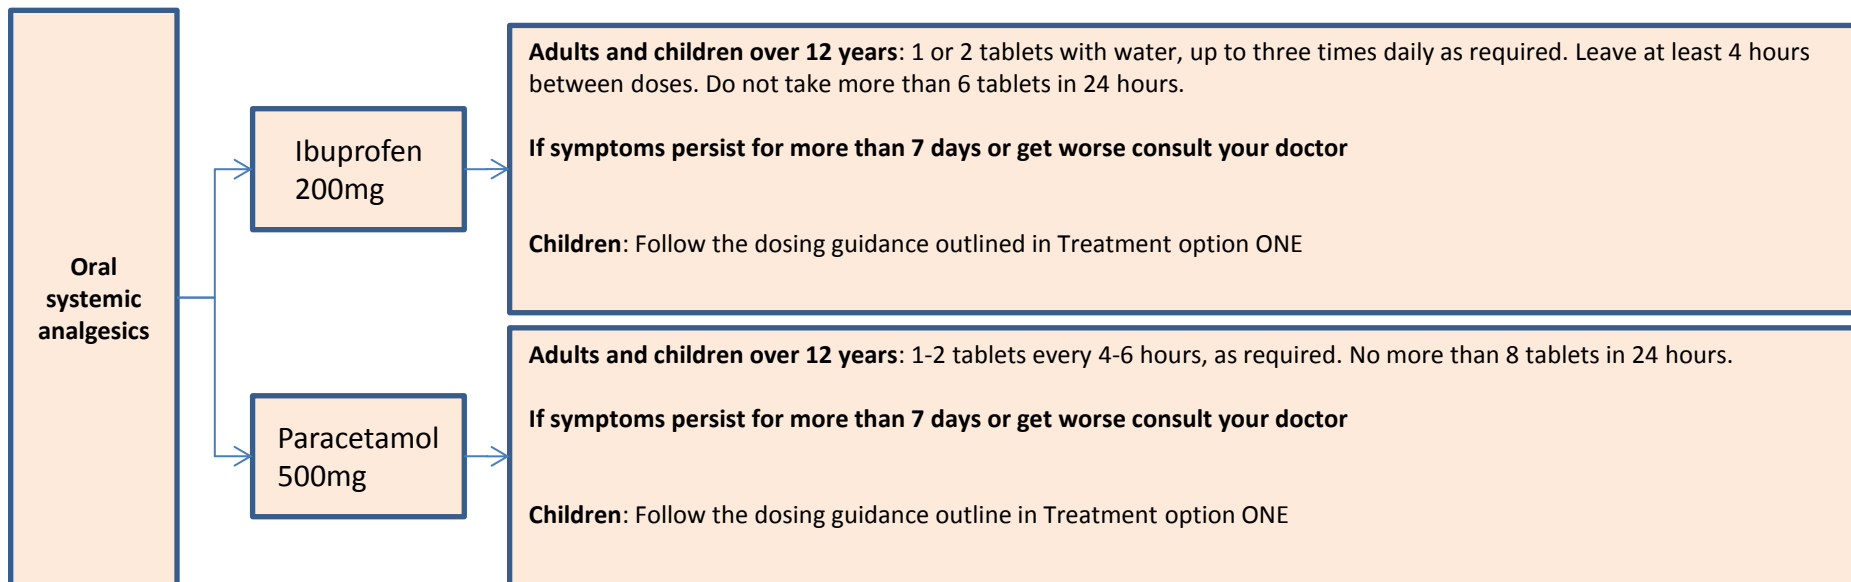 Oral
systemic
analgesics
Ibuprofen
200mg
Adults and children over 12 years: 1 or 2 tablets with water, up to three times daily as required. Leave at least 4 hours
between doses. Do not take more than 6 tablets in 24 hours.
If symptoms persist for more than 7 days or get worse consult your doctor
Children: Follow the dosing guidance outlined in Treatment option ONE
Paracetamol
500mg
Adults and children over 12 years: 1-2 tablets every 4-6 hours, as required. No more than 8 tablets in 24 hours.
If symptoms persist for more than 7 days or get worse consult your doctor
Children: Follow the dosing guidance outline in Treatment option ONE